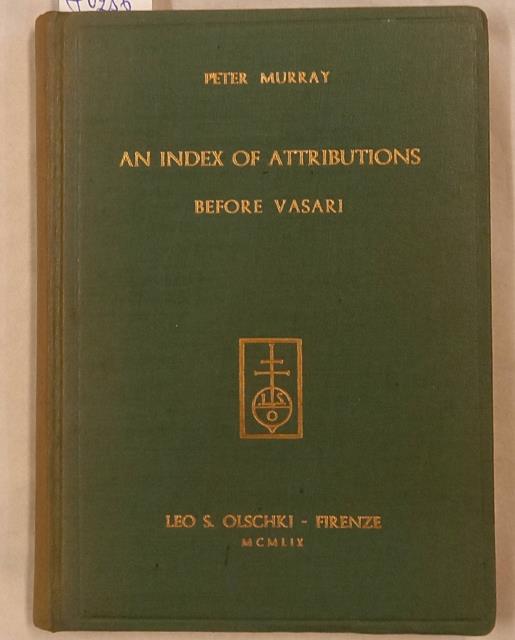 PETER MURRAY
AN INDEX OF ATTRIBUTIONS
BEFORE VASARI
L S
O
LEO S. OLSCHKI - FIRENZE
MCMLIX